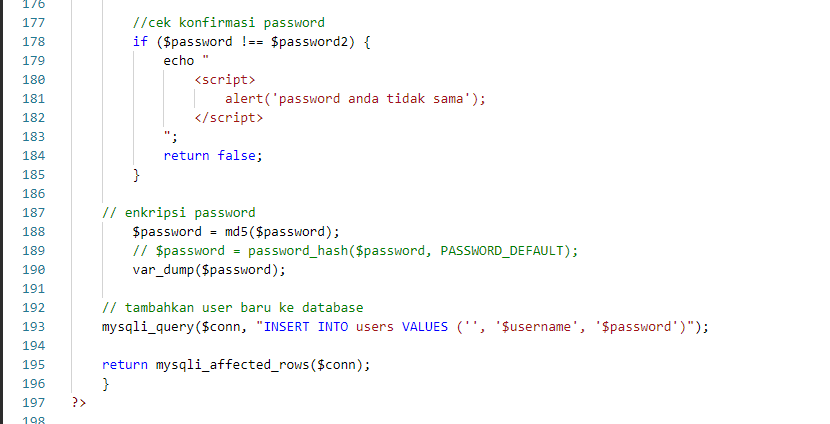 176
177 //cek konfirmasi password
178 if ($password !== $password2) {
179 echo "
180 <script>
181 alert('password anda tidak sama');
182 </script>
183 ";
184 return false;
185 }
186
187 // enkripsi password
188 $password = md5($password);
189 // $password = password_hash($password, PASSWORD_DEFAULT);
190 var_dump($password);
191
192 // tambahkan user baru ke database
193 mysqli_query($conn, "INSERT INTO users VALUES ('', '$username', '$password')");
194
195 return mysqli_affected_rows($conn);
196 }
197 ?>
198